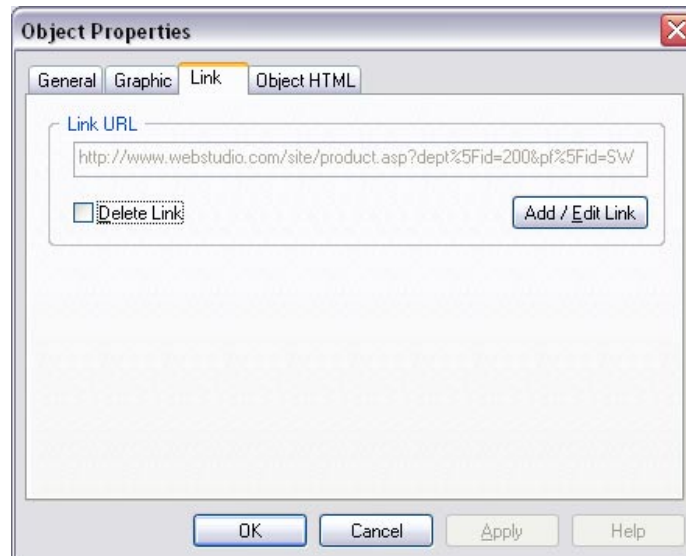 Object Properties
General Graphic Link Object HTML
Link URL
http://www.webstudio.com/site/product.asp?dept%5Fid=200&pf%5Fid=SW
Delete Link Add / Edit Link
OK Cancel Apply Help